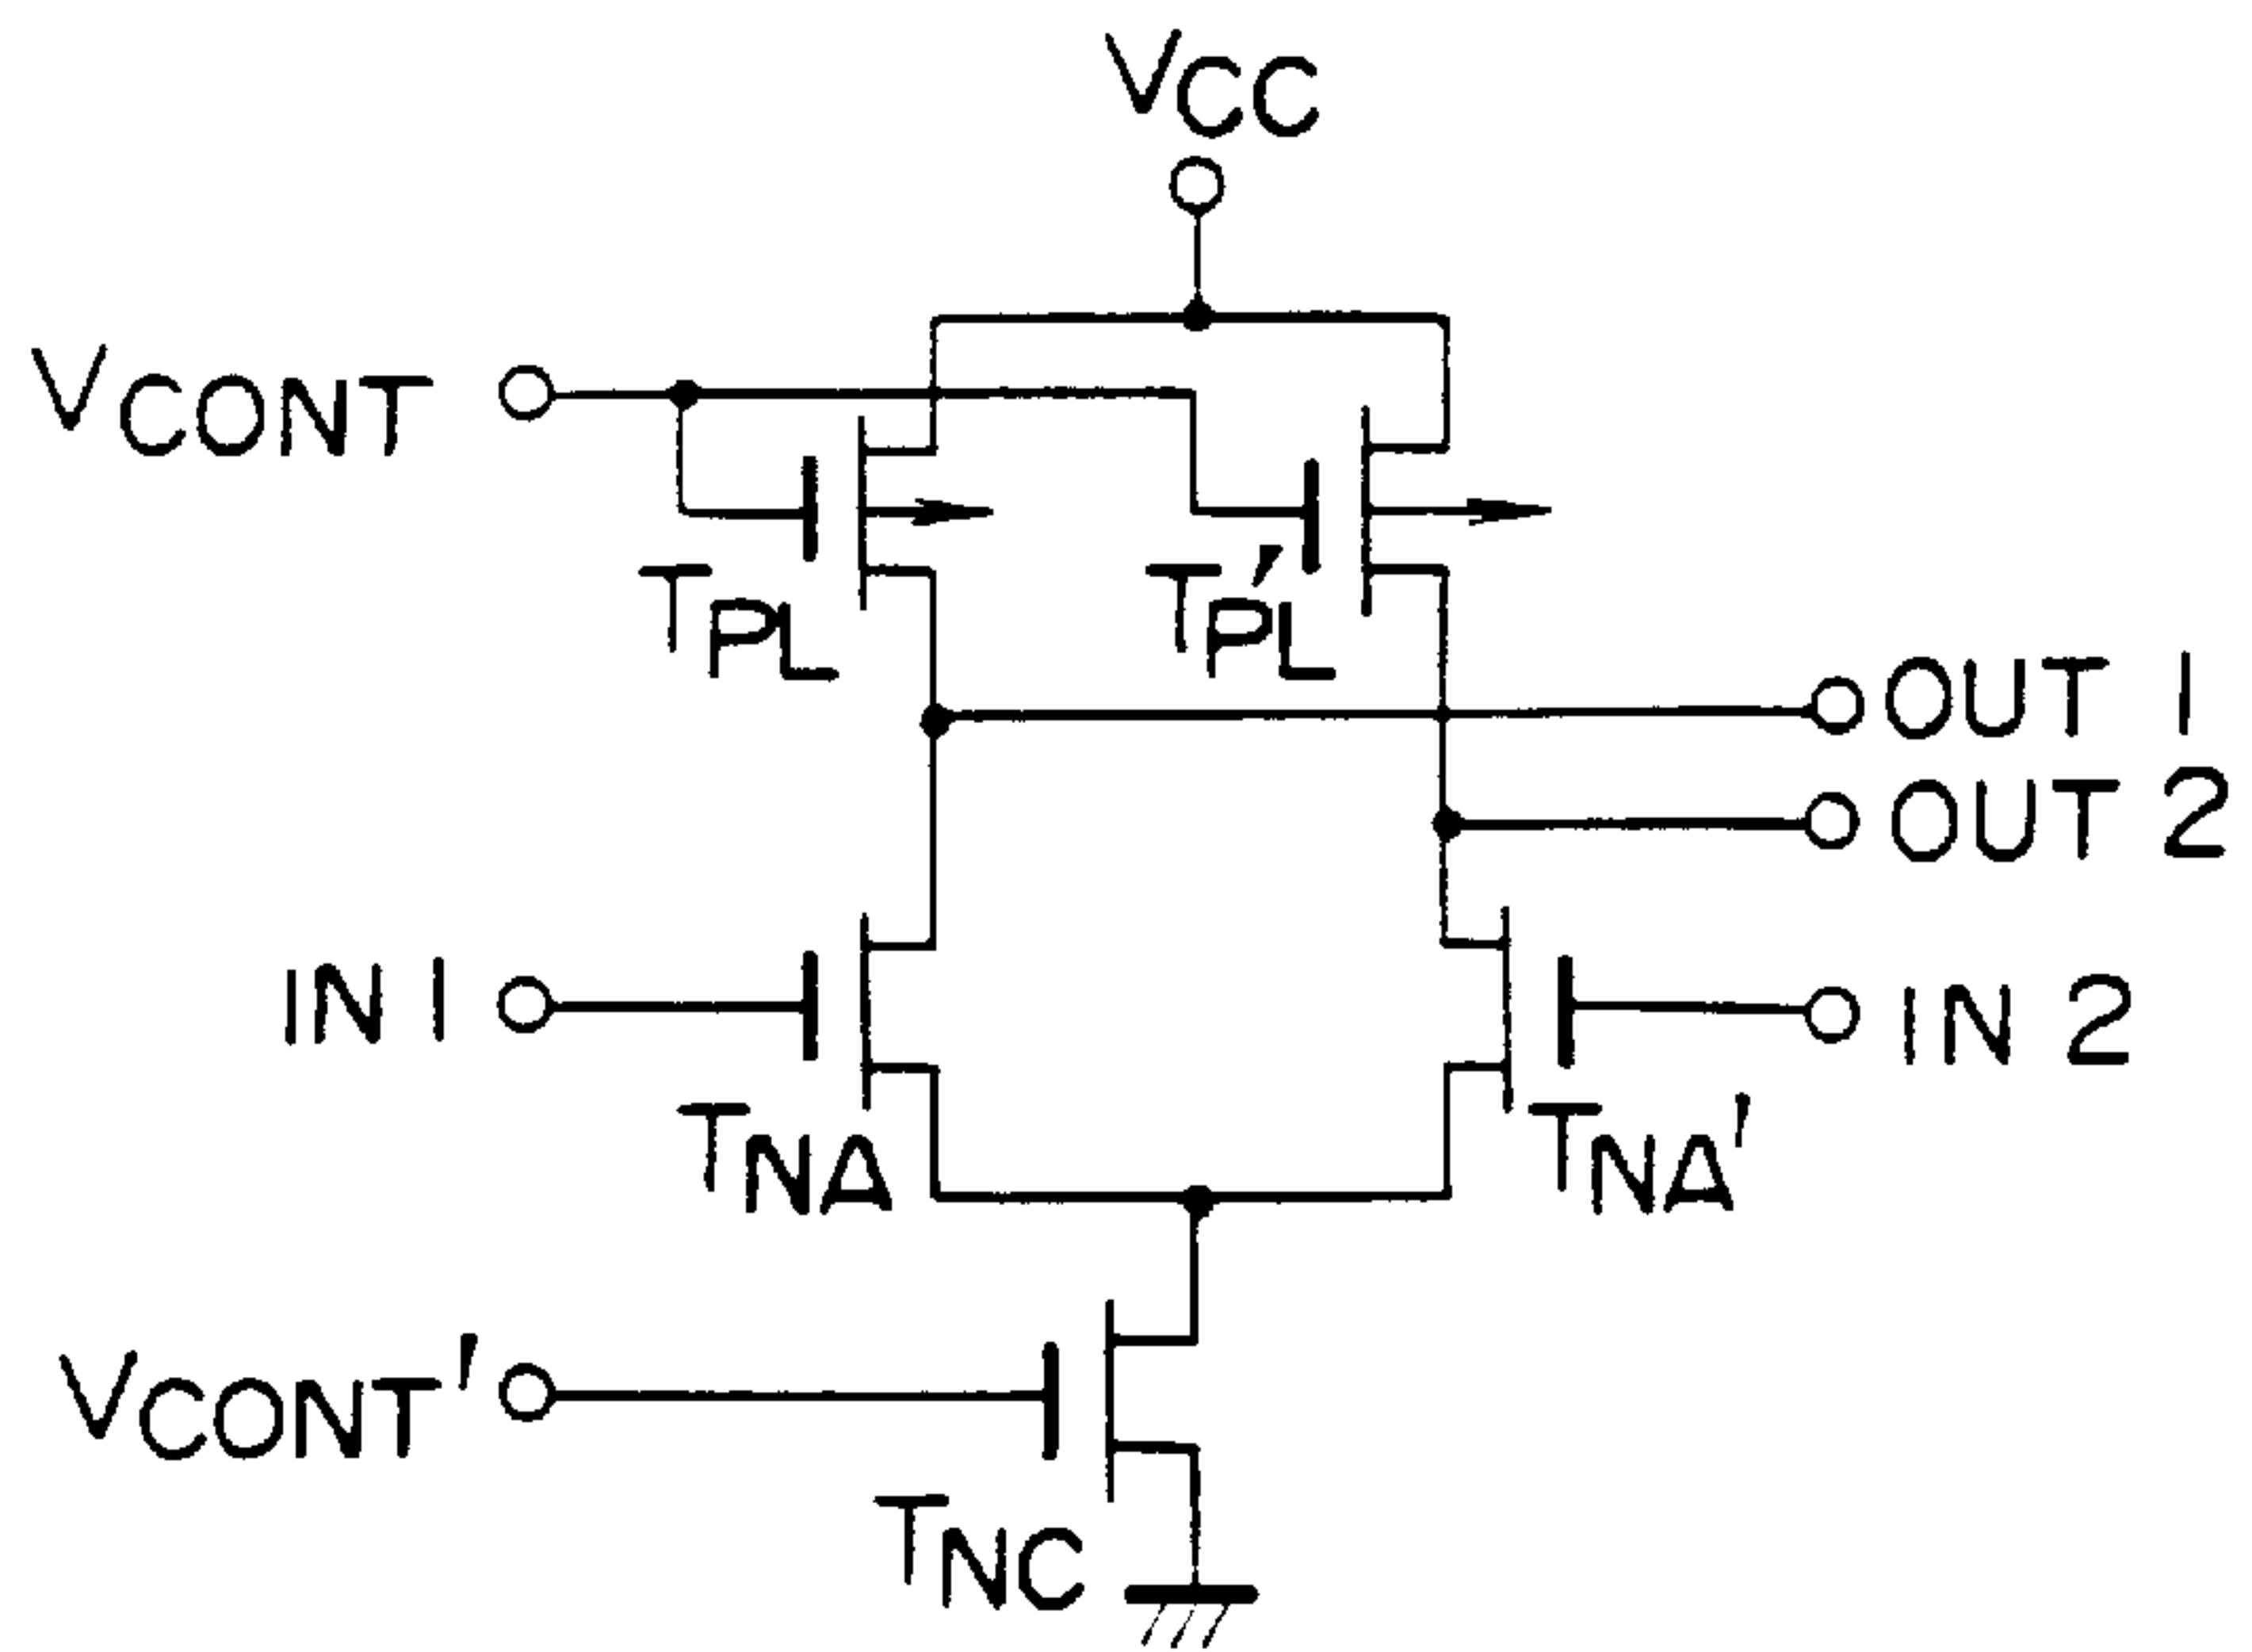 VCC
VCONT
TPL
TPL'
OUT 1
OUT 2
IN 1
IN 2
TNA
TNA'
VCONT'
TNC